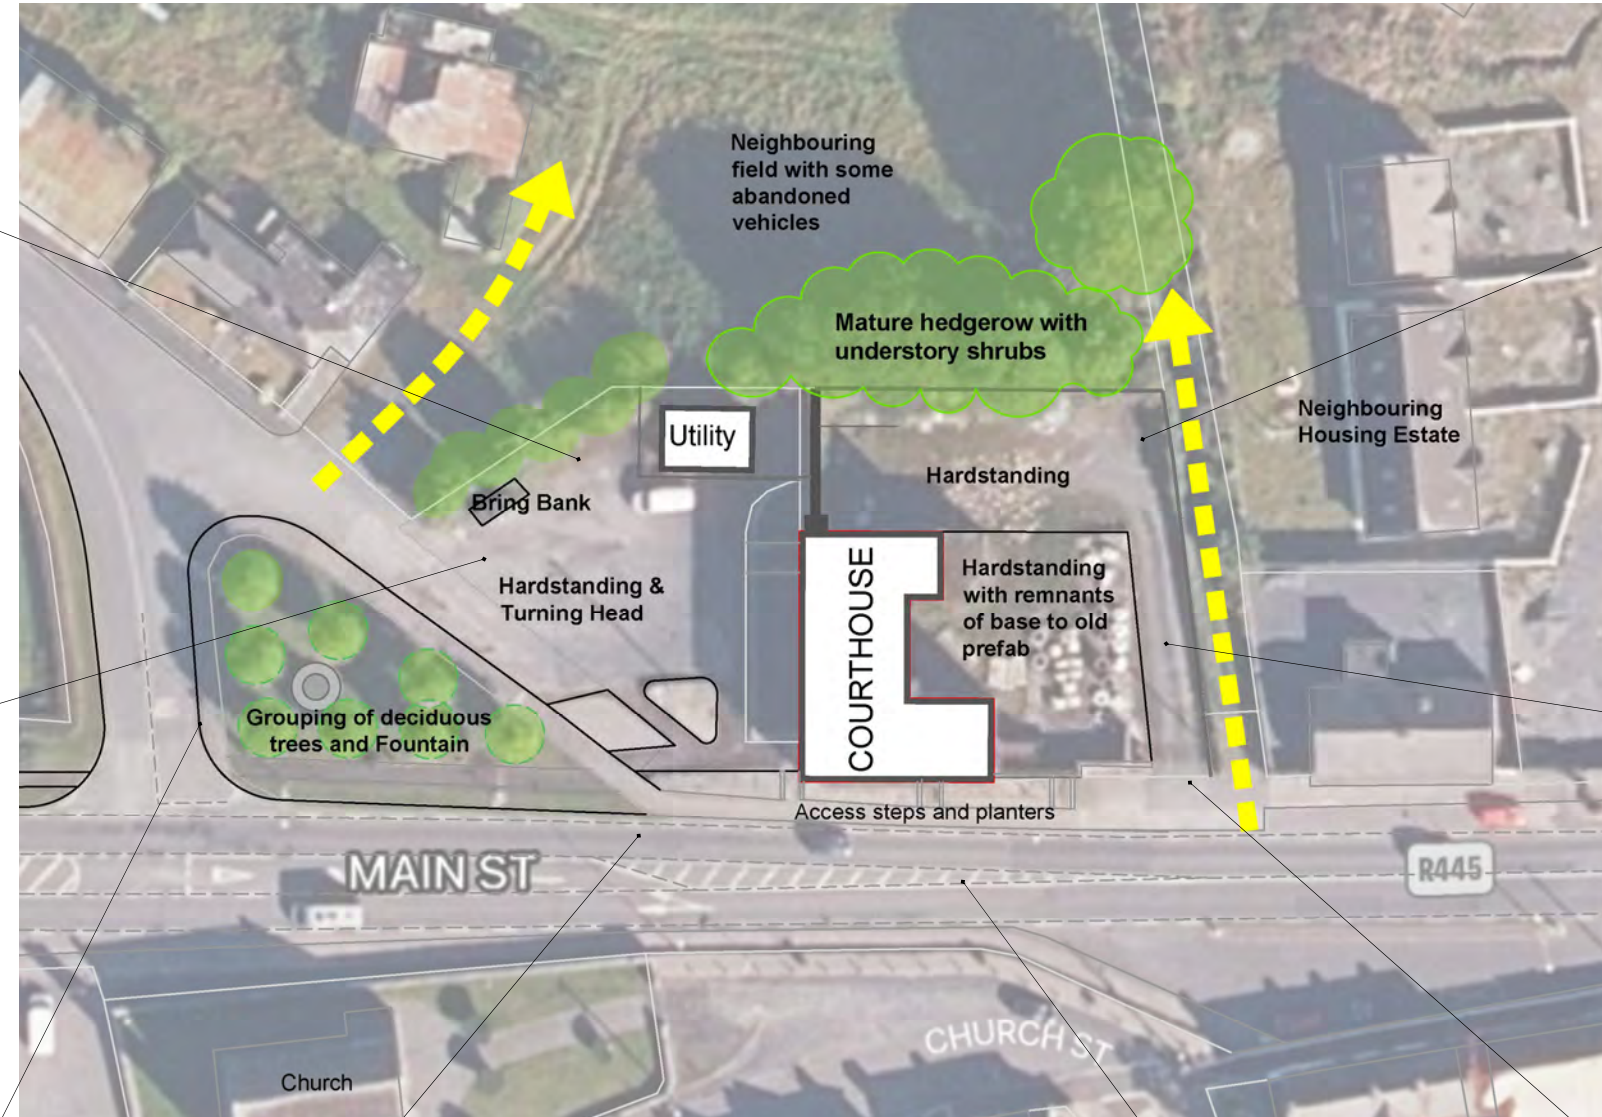 Neighbouring
field with some
abandoned
vehicles
Mature hedgerow with
understory shrubs
Neighbouring
Housing Estate
Utility
Hardstanding
Bring Bank
Hardstanding &
Turning Head
COURTHOUSE
Hardstanding
with remnants
of base to old
prefab
Grouping of deciduous
trees and Fountain
Access steps and planters
MAIN ST
R445
CHURCH ST
Church